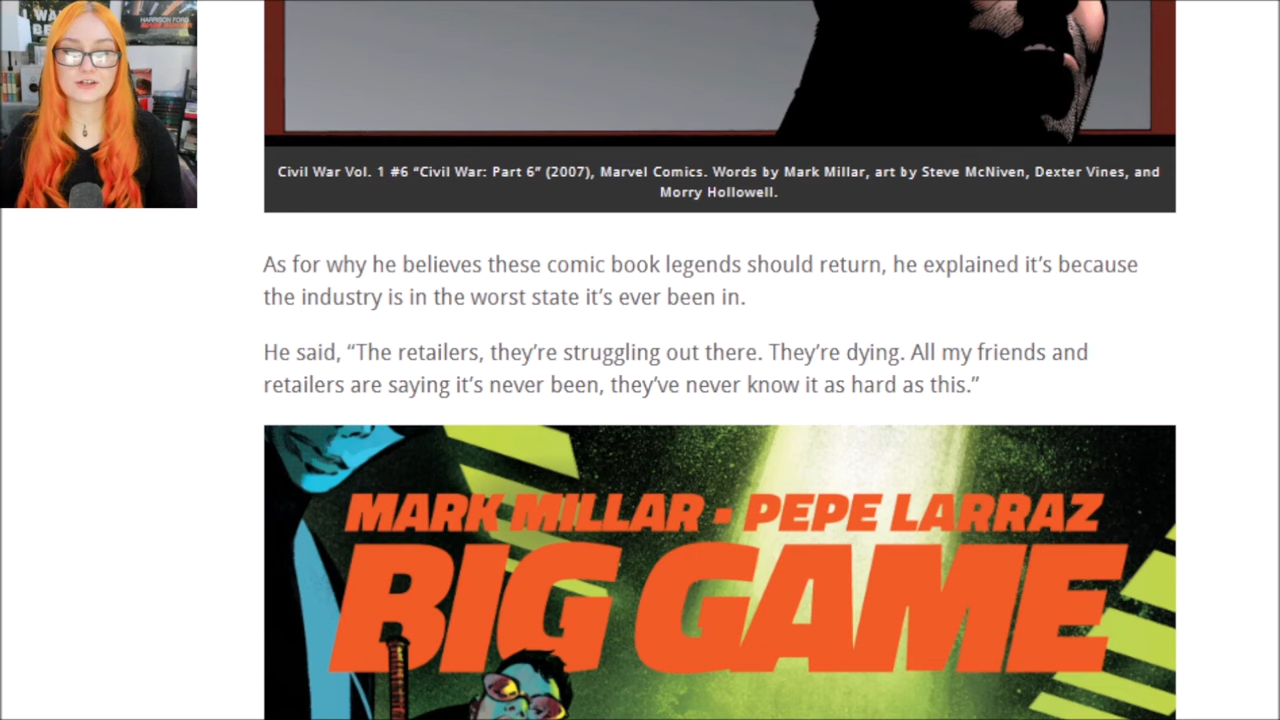 I WA
BE
HARRISON FORD
Civil War Vol. 1 #6 “Civil War: Part 6” (2007), Marvel Comics. Words by Mark Millar, art by Steve McNiven, Dexter Vines, and
Morry Hollowell.
As for why he believes these comic book legends should return, he explained it’s because
the industry is in the worst state it’s ever been in.
He said, “The retailers, they’re struggling out there. They’re dying. All my friends and
retailers are saying it’s never been, they’ve never know it as hard as this.”
MARK MILLAR · PEPE LARRAZ
BIG GAME